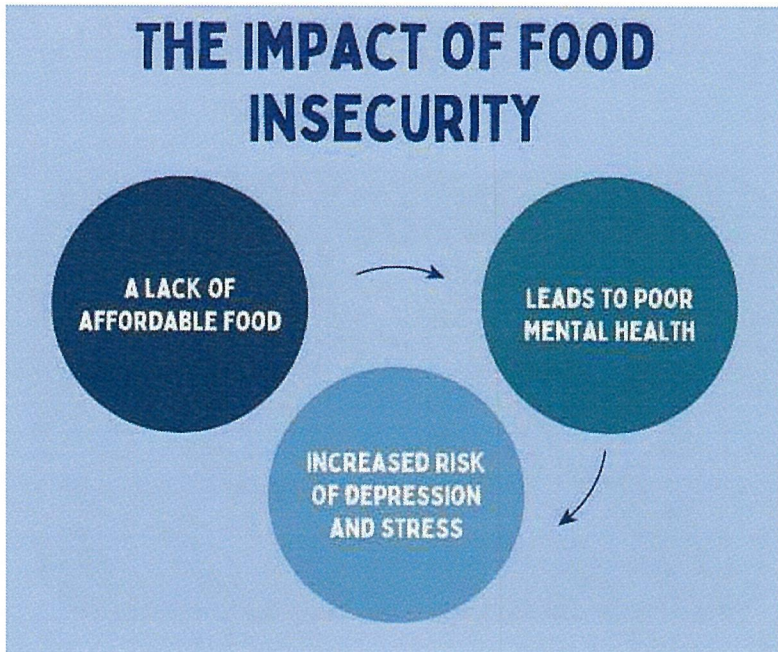 THE IMPACT OF FOOD
INSECURITY
A LACK OF
AFFORDABLE FOOD
LEADS TO POOR
MENTAL HEALTH
INCREASED RISK
OF DEPRESSION
AND STRESS